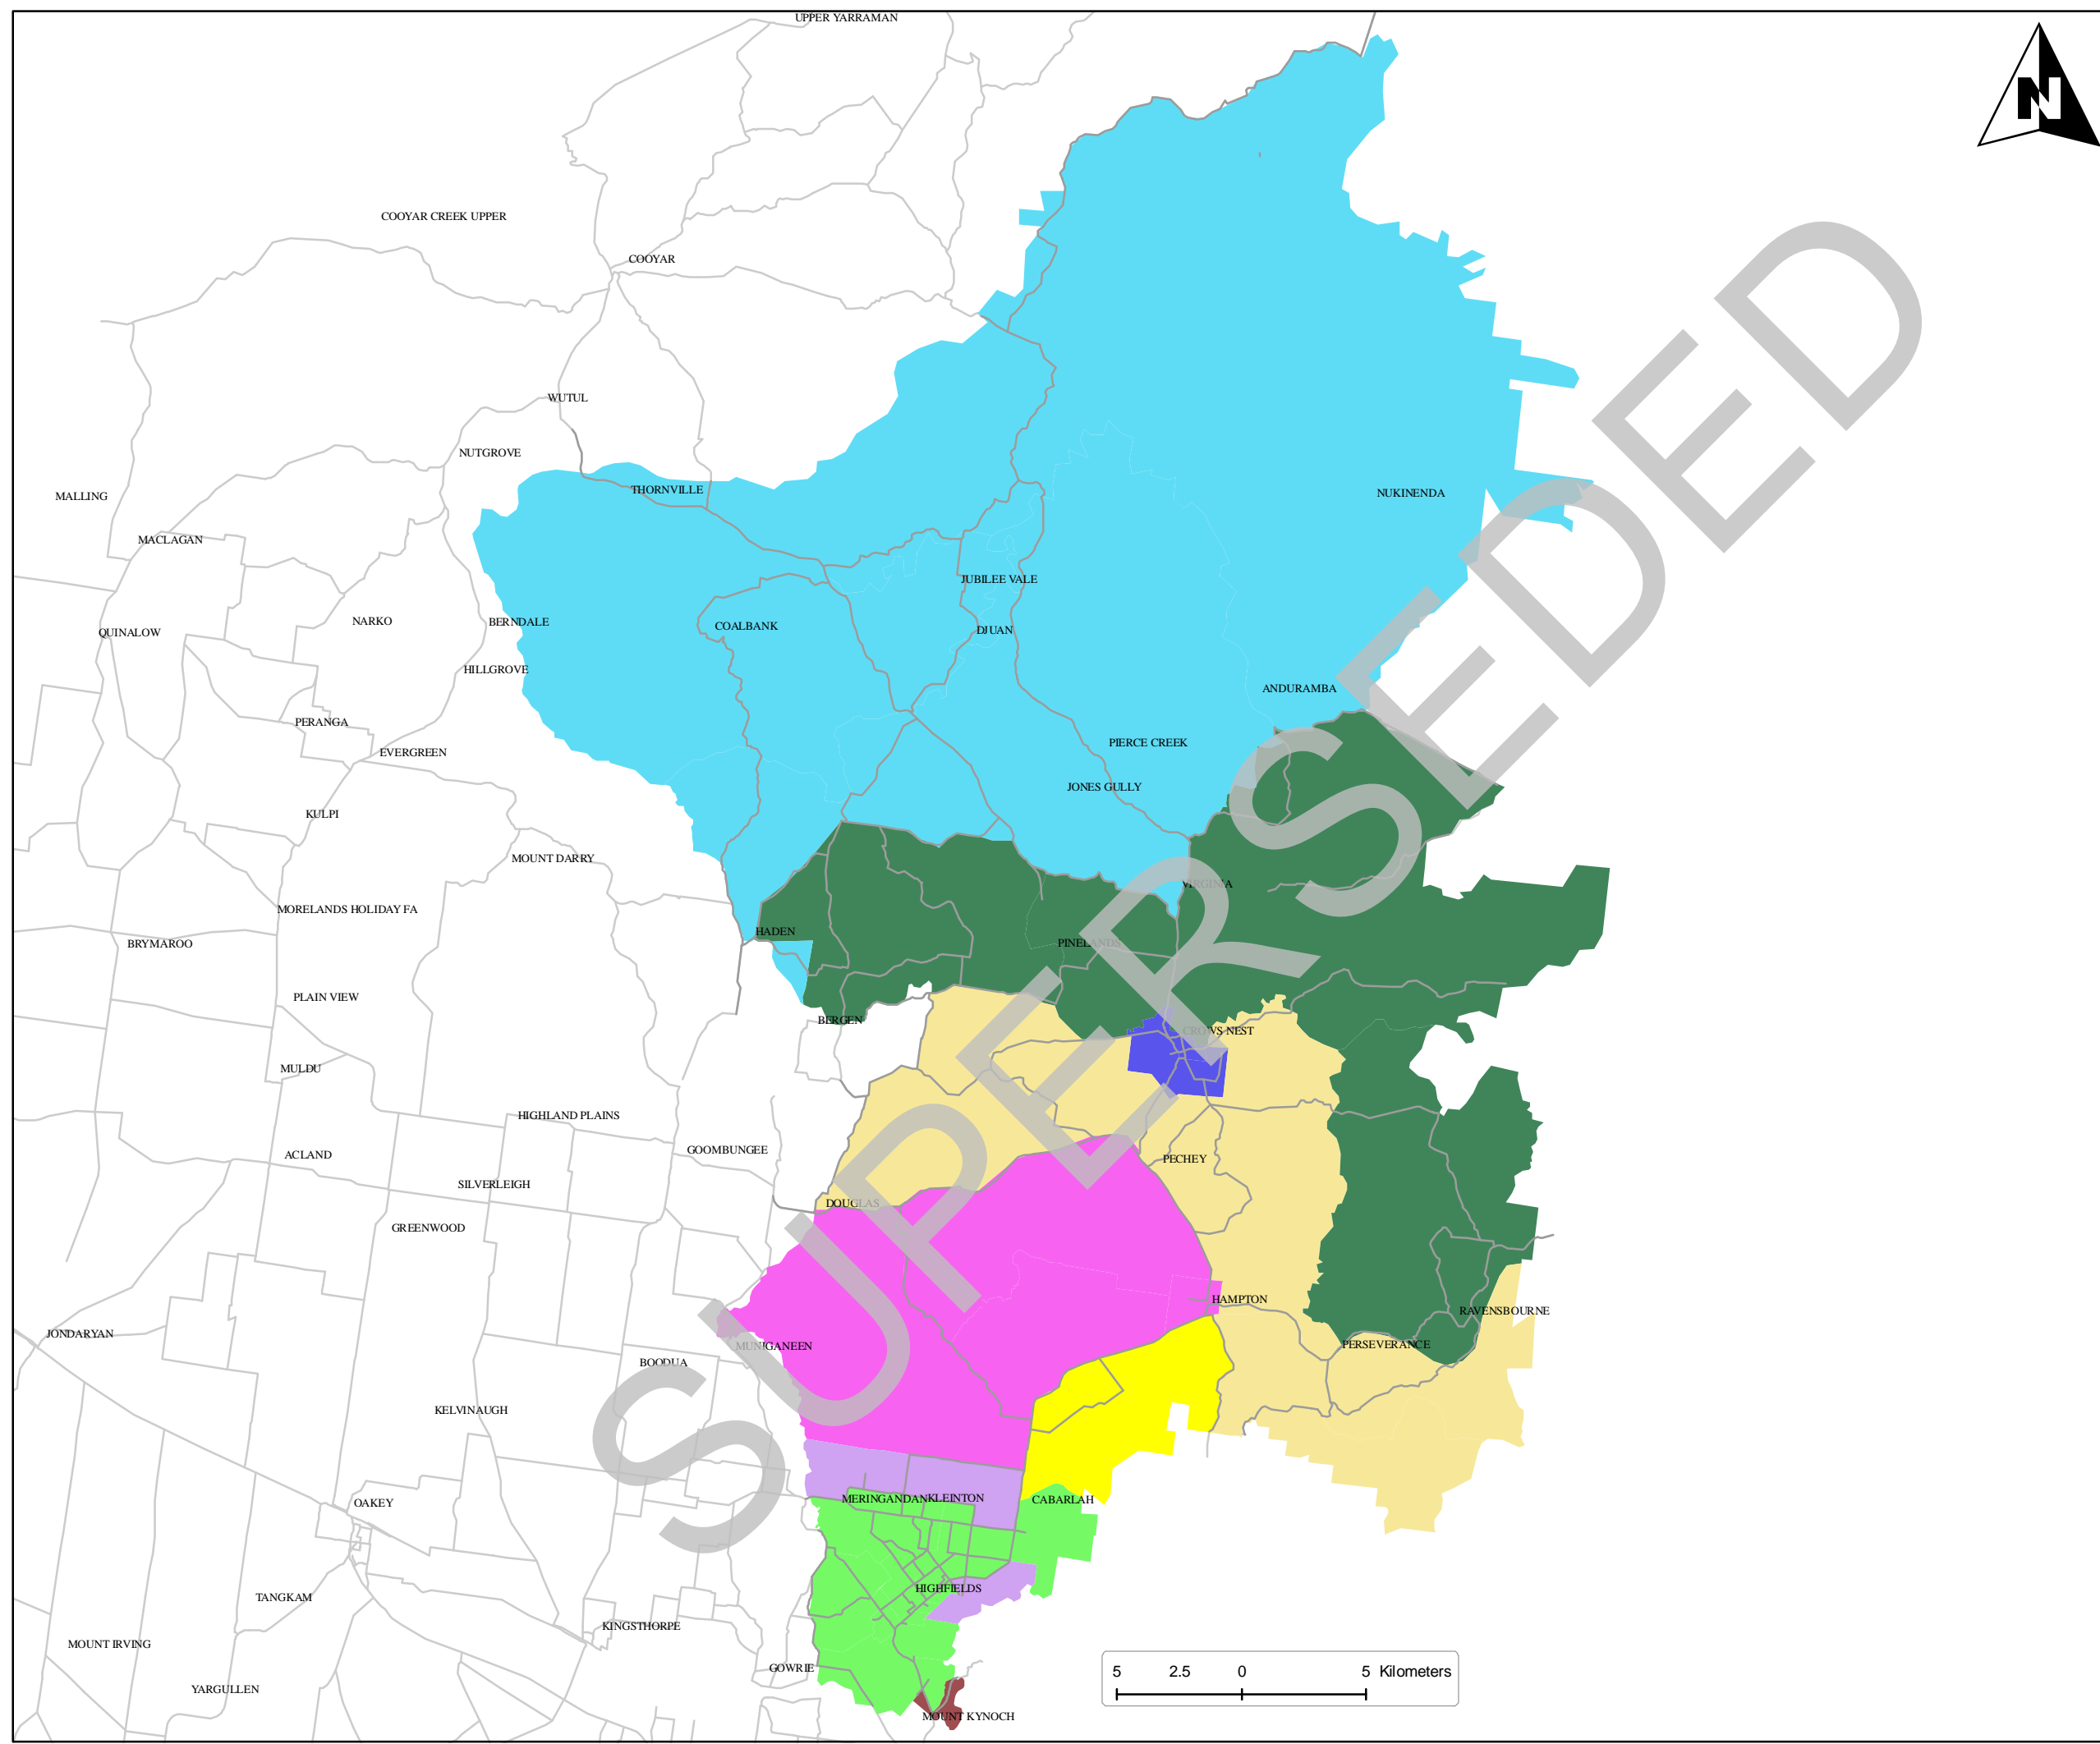 UPPER YARRAMAN
N
COOYAR CREEK UPPER
COOYAR
WUTUL
NUTGROVE
THORNVILLE
NUKINENDA
MALLING
MACLAGAN
JUBILEE VALE
NARKO
BERNDALE
COALBANK
DJUAN
QUINALOW
HILLGROVE
ANDURAMBA
PERANGA
EVERGREEN
PIERCE CREEK
JONES GULLY
KULPI
MOUNT DARRY
VIRGINIA
MORELANDS HOLIDAY FA
HADEN
BRYMAROO
PINELANDS
PLAIN VIEW
BERGEN
CROWS NEST
MULDU
HIGHLAND PLAINS
GOOMBUNGEE
ACLAND
PECHEY
SILVERLEIGH
DOUGLAS
GREENWOOD
HAMPTON
RAVENSBOURNE
JONDARYAN
MUNIGANEEN
PERSEVERANCE
BOODUA
KELVINAUGH
OAKEY
MERINGANDAN
KLEINTON
CABARLAH
HIGHFIELDS
TANGKAM
KINGSTHORPE
MOUNT IRVING
GOWRIE
YARGULLEN
MOUNT KYNOCH
5 2.5 0 5 Kilometers
SUPERSEDED